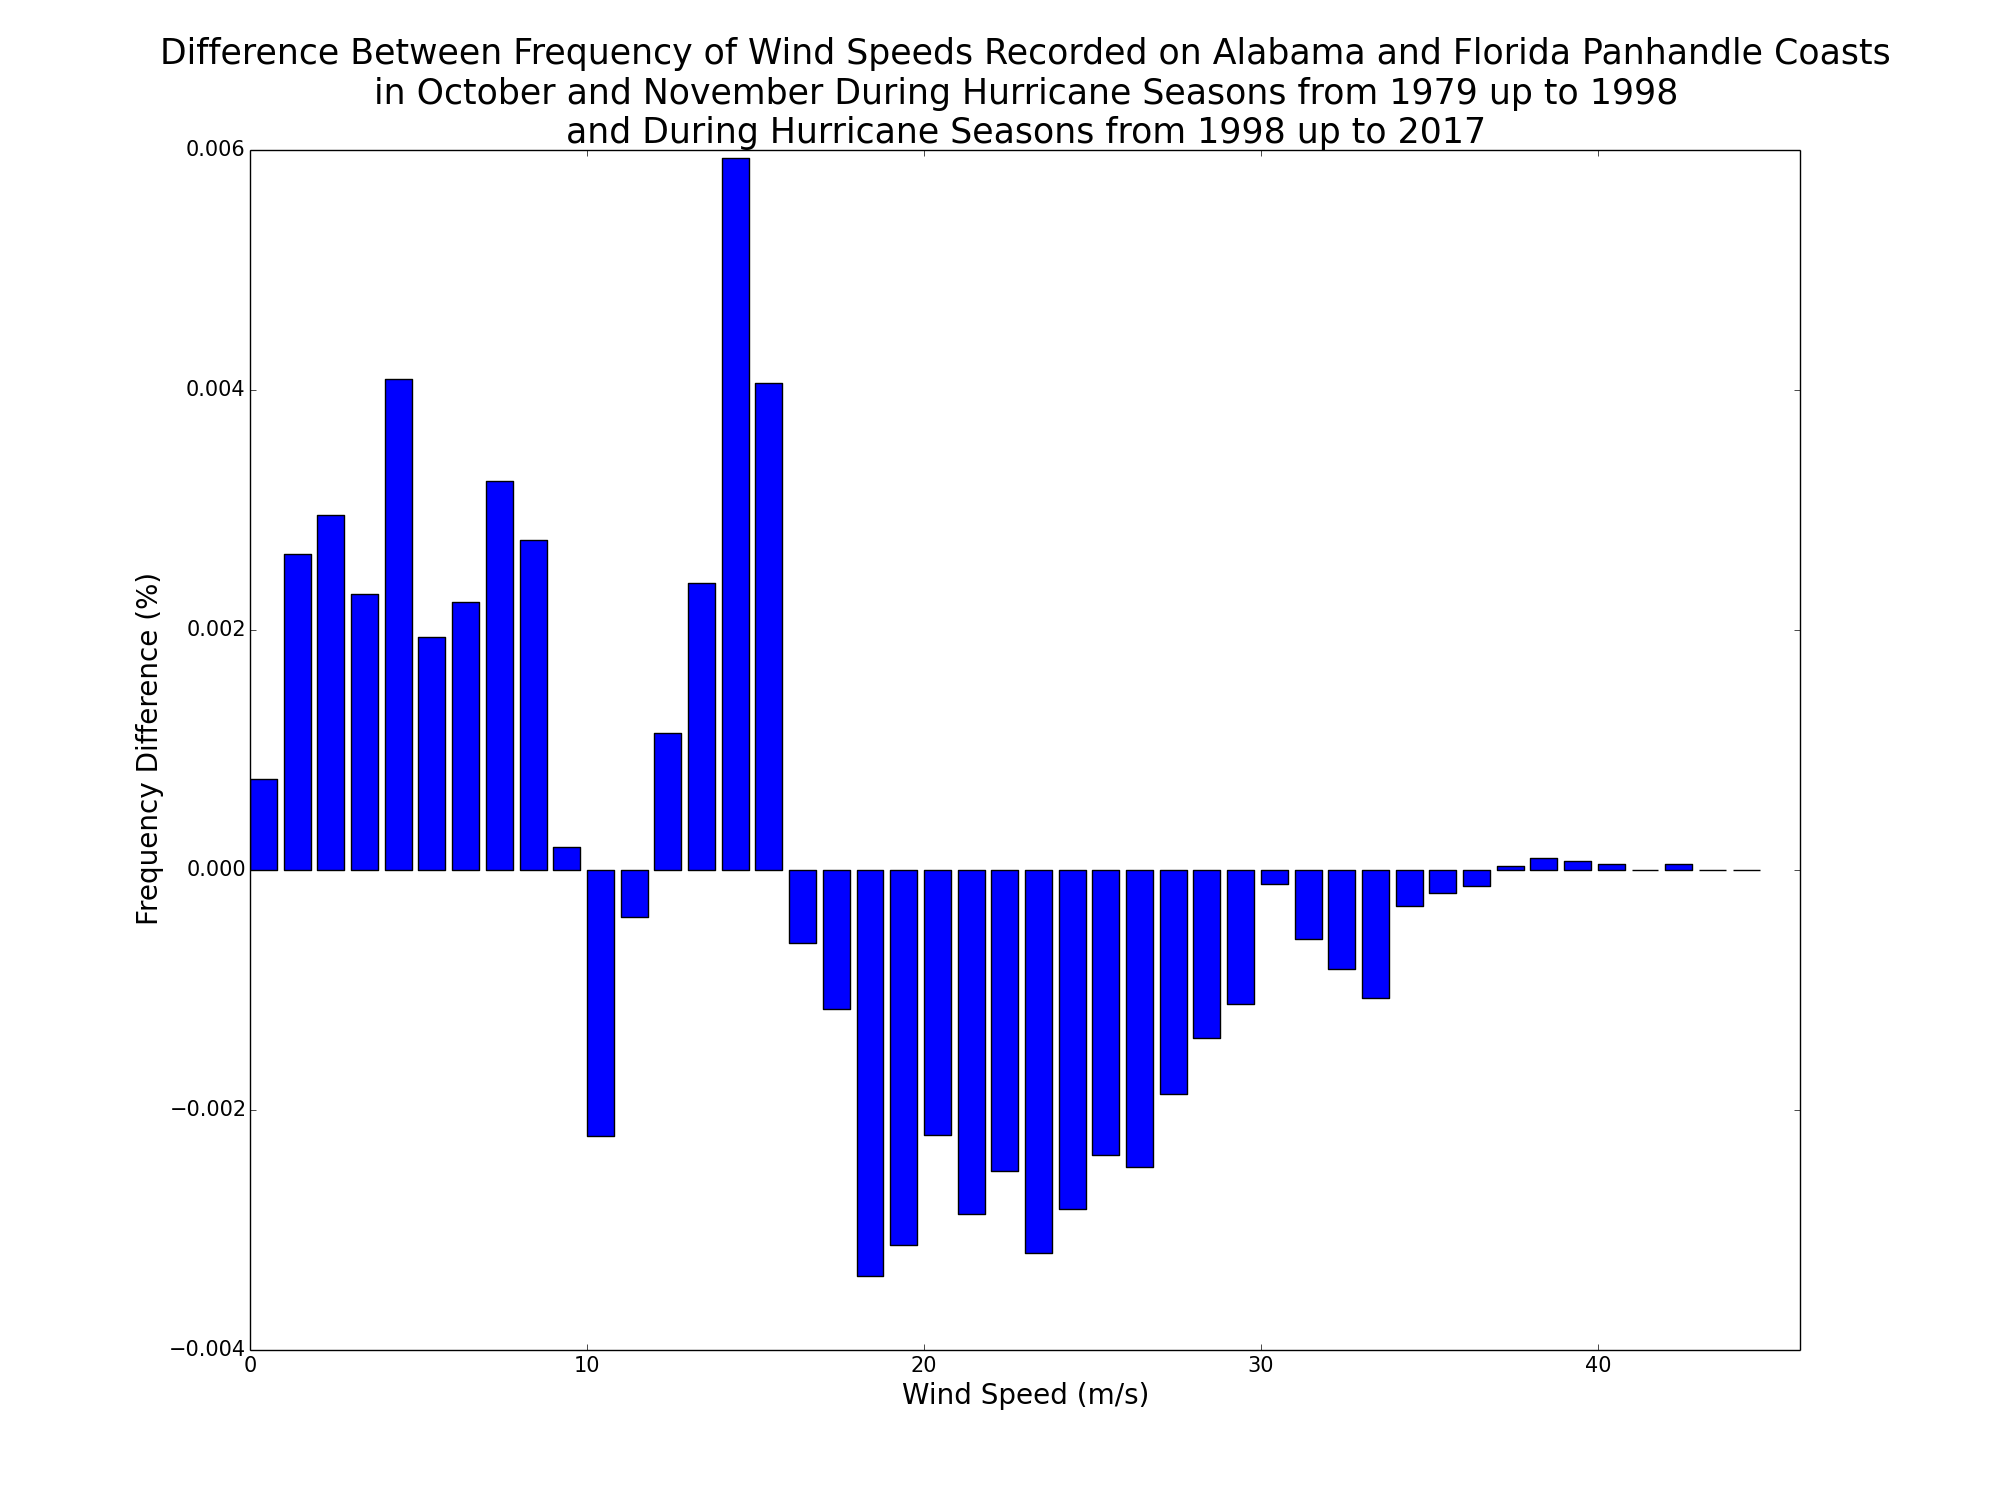 Difference Between Frequency of Wind Speeds Recorded on Alabama and Florida Panhandle Coasts
in October and November During Hurricane Seasons from 1979 up to 1998
and During Hurricane Seasons from 1998 up to 2017
0.006
0.004
0.002
0.000
−0.002
−0.004
Frequency Difference (%)
0 10 20 30 40
Wind Speed (m/s)